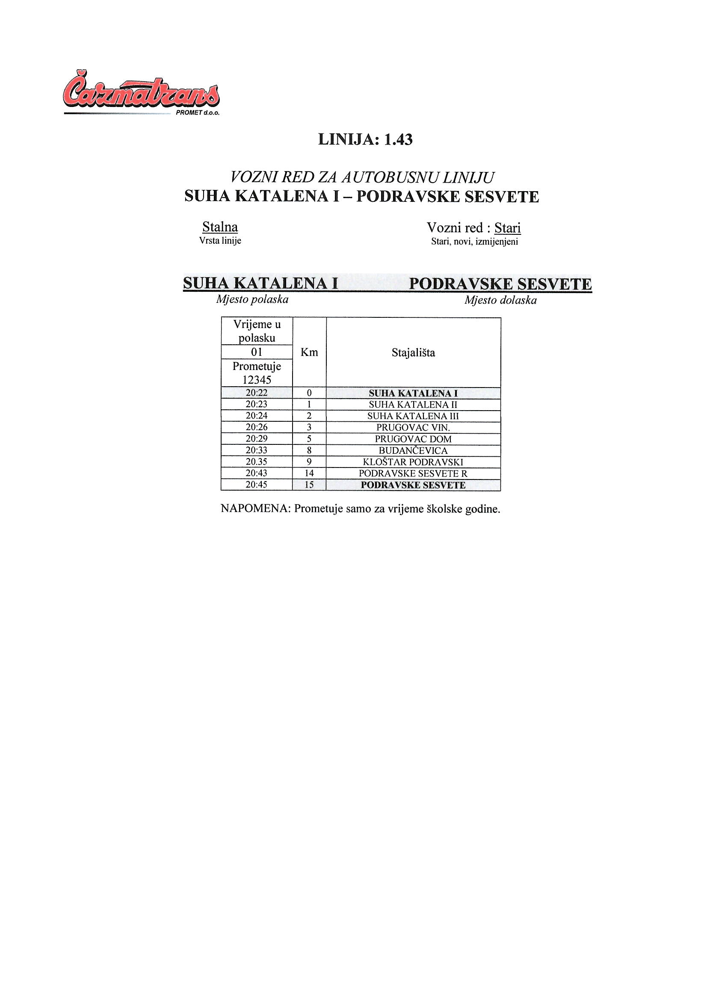 Čarmatrans
PROMET d.o.o.
LINIJA: 1.43
VOZNI RED ZA AUTOBUSNU LINIJU
SUHA KATALENA I – PODRAVSKE SESVETE
Stalna Vozni red : Stari
Vrsta linije Stari, novi, izmijenjeni
SUHA KATALENA I PODRAVSKE SESVETE
Mjesto polaska Mjesto dolaska
Vrijeme u
polasku
01 Km Stajališta
Prometuje
12345
20:22 0 SUHA KATALENA I
20:23 1 SUHA KATALENA II
20:24 2 SUHA KATALENA III
20:26 3 PRUGOVAC VIN.
20:29 5 PRUGOVAC DOM
20:33 8 BUDANČEVICA
20.35 9 KLOŠTAR PODRAVSKI
20:43 14 PODRAVSKE SESVETE R
20:45 15 PODRAVSKE SESVETE
NAPOMENA: Prometuje samo za vrijeme školske godine.